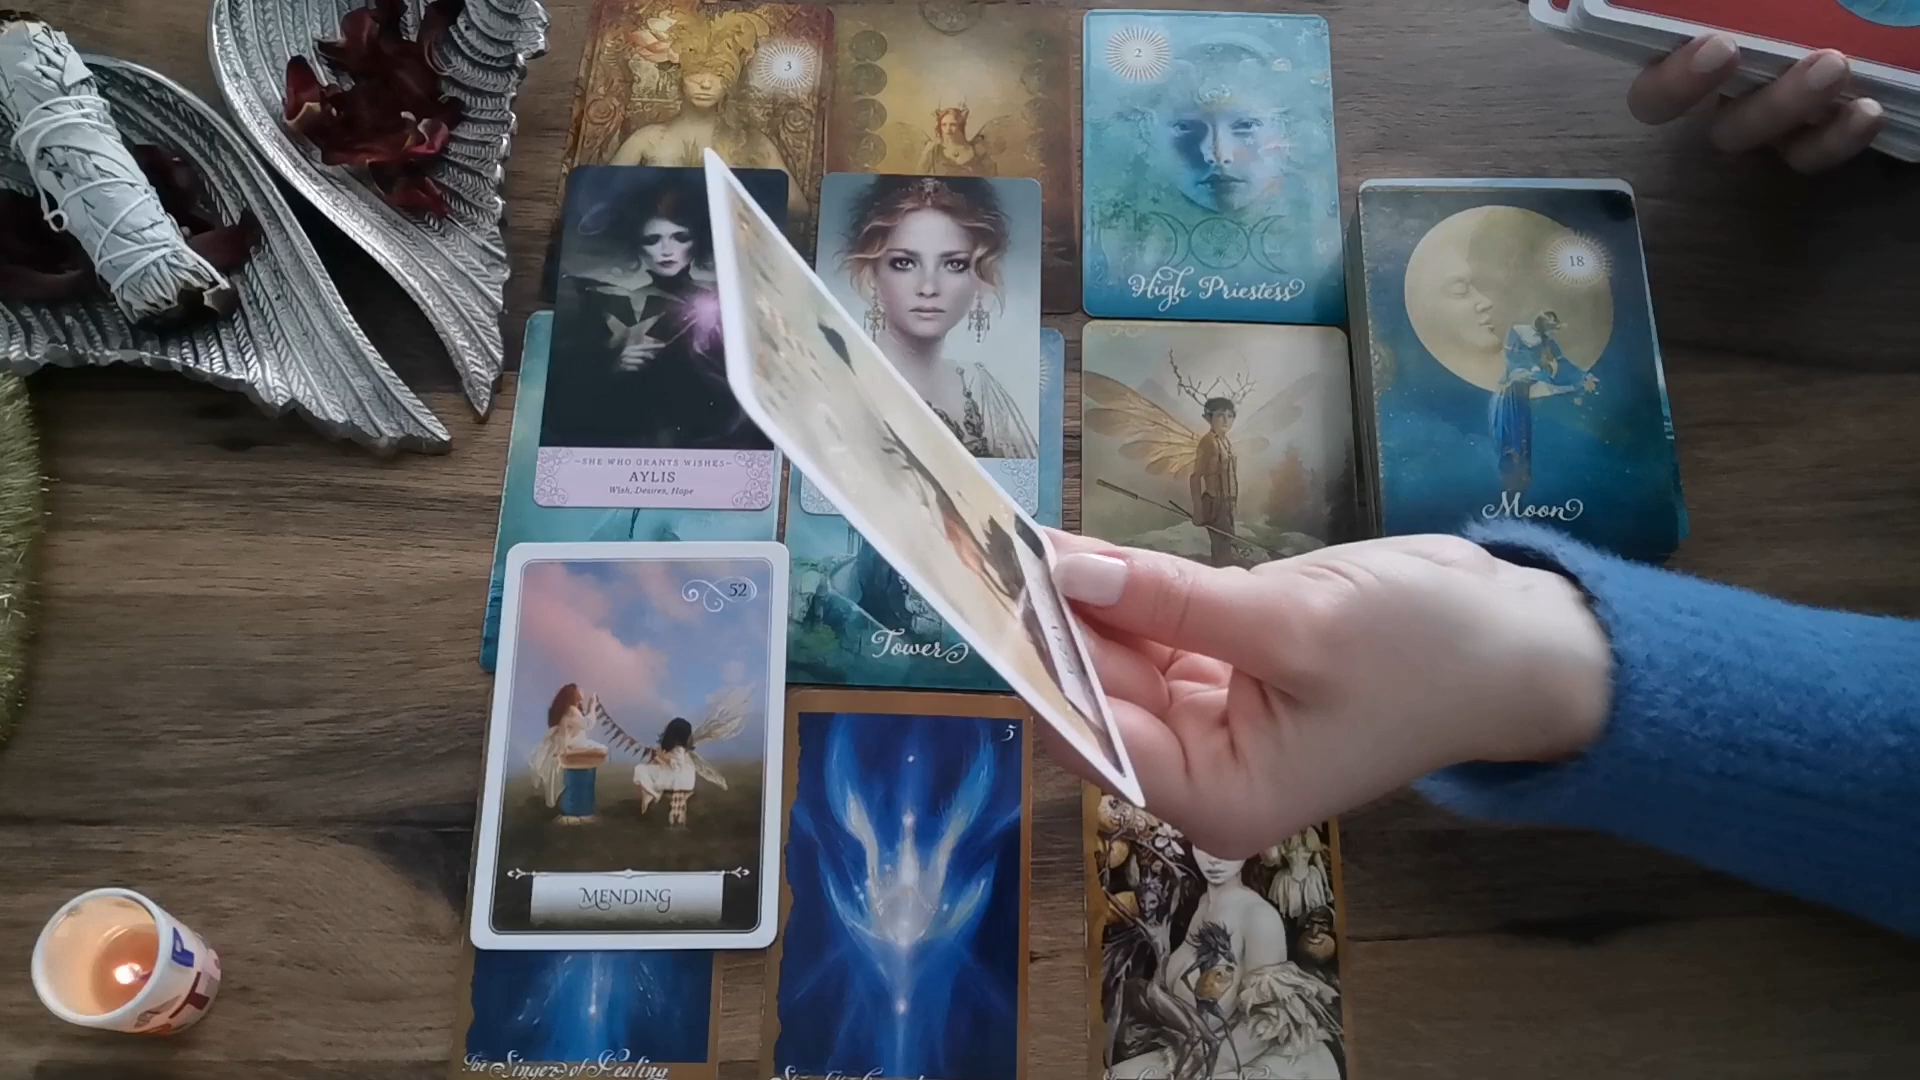 3
2
High Priestess
18
Moon
~SHE WHO GRANTS WISHES~
AYLIS
Wish, Desires, Hope
52
Tower
5
MENDING
P
The Singer of Healing